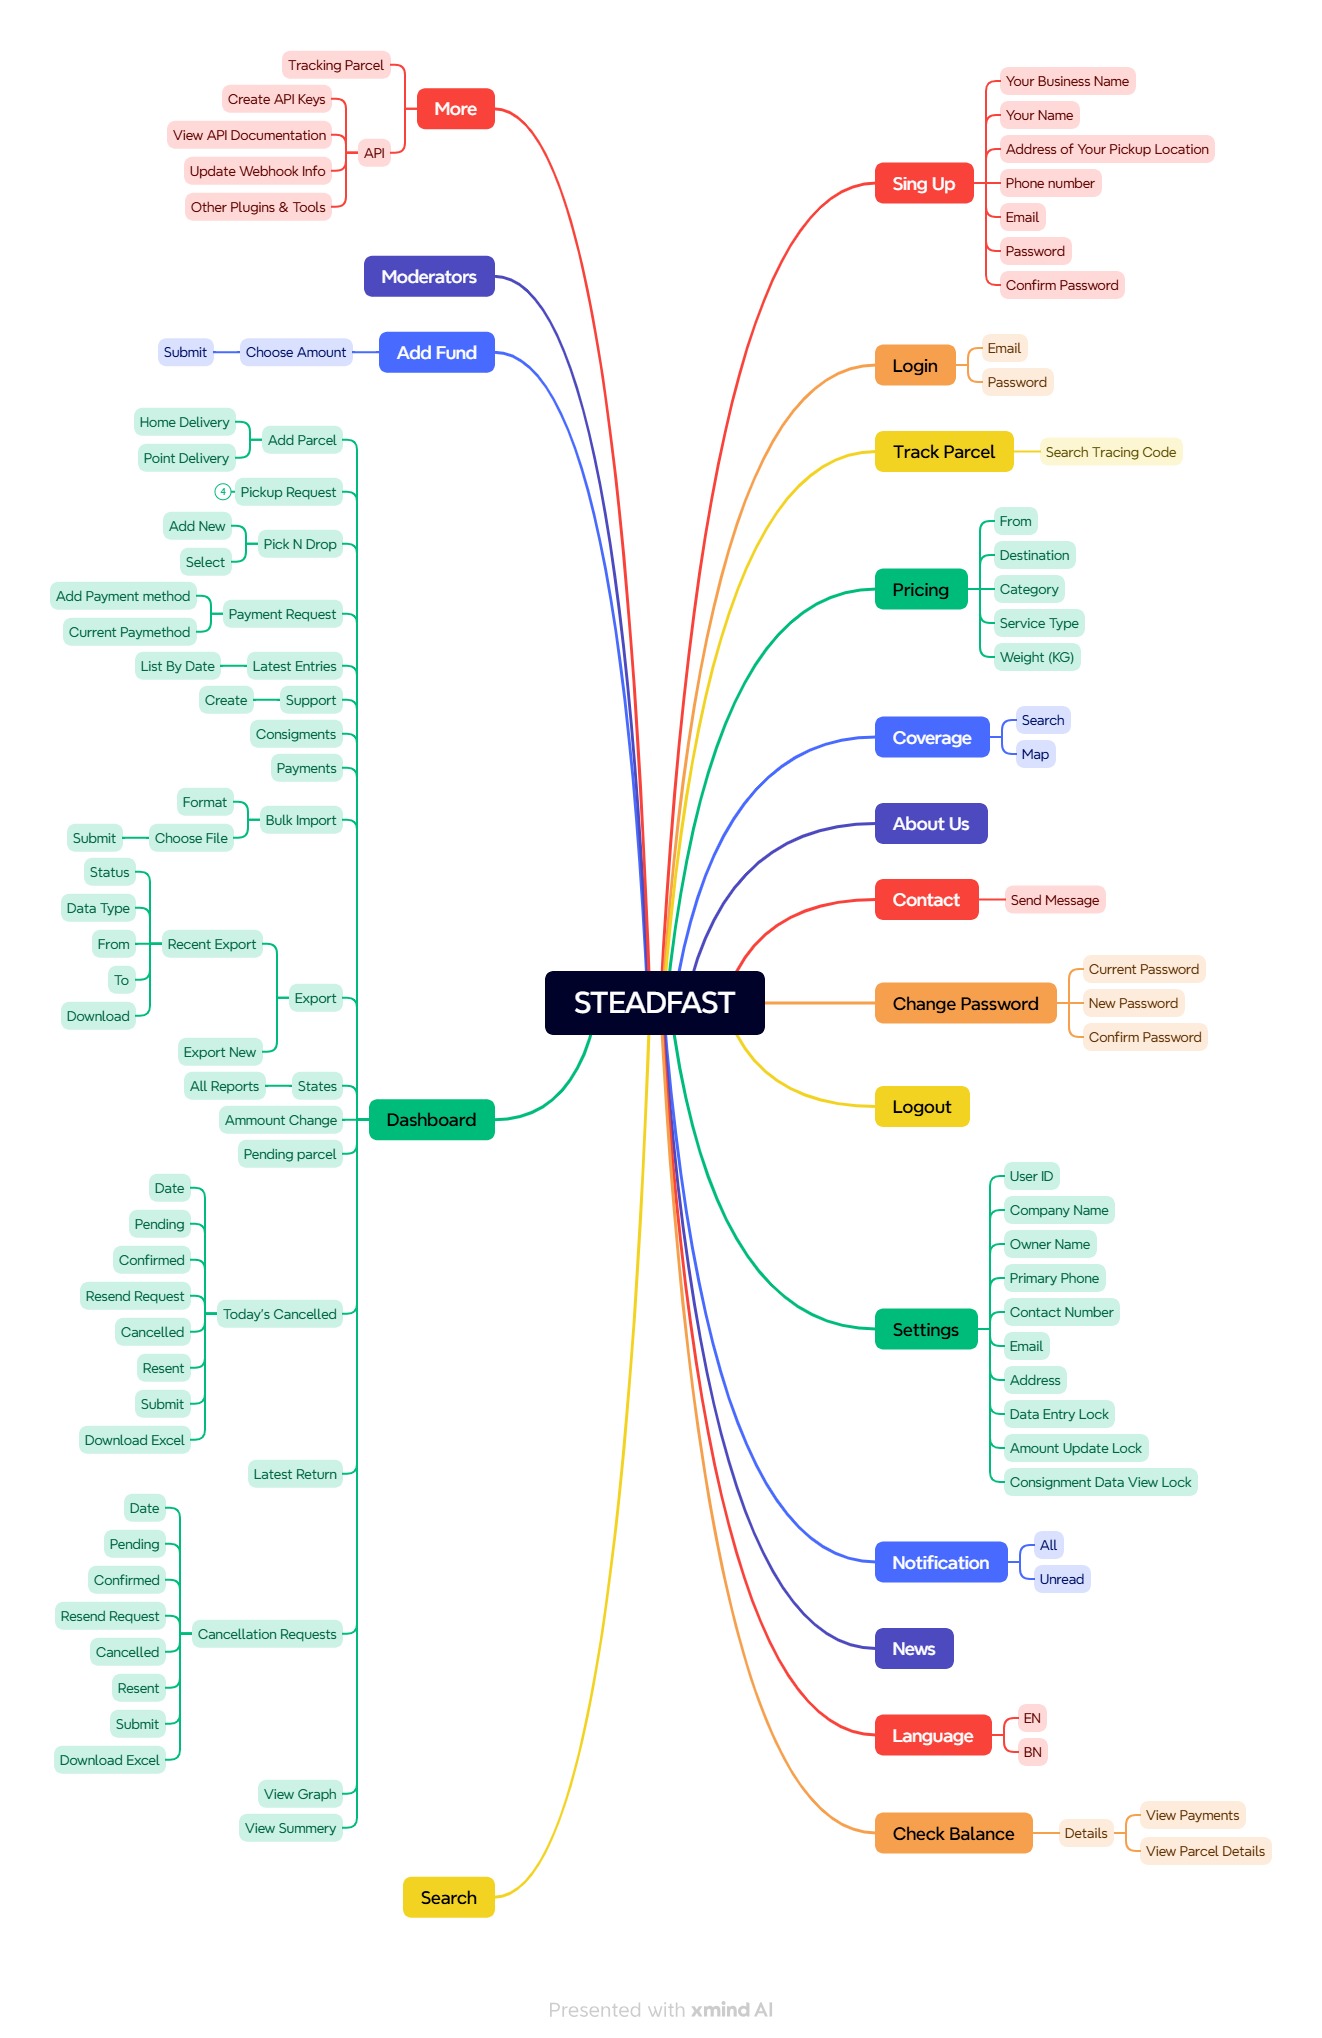 STEADFAST
Sing Up
Your Business Name
Your Name
Address of Your Pickup Location
Phone number
Email
Password
Confirm Password
Login
Email
Password
Track Parcel
Search Tracing Code
Pricing
From
Destination
Category
Service Type
Weight (KG)
Coverage
Search
Map
About Us
Contact
Send Message
Change Password
Current Password
New Password
Confirm Password
Logout
Settings
User ID
Company Name
Owner Name
Primary Phone
Contact Number
Email
Address
Data Entry Lock
Amount Update Lock
Consignment Data View Lock
Notification
All
Unread
News
Language
EN
BN
Check Balance
Details
View Payments
View Parcel Details
More
Tracking Parcel
API
Create API Keys
View API Documentation
Update Webhook Info
Other Plugins & Tools
Moderators
Add Fund
Choose Amount
Submit
Dashboard
Add Parcel
Home Delivery
Point Delivery
Pickup Request
4
Pick N Drop
Add New
Select
Payment Request
Add Payment method
Current Paymethod
Latest Entries
List By Date
Support
Create
Consigments
Payments
Bulk Import
Format
Choose File
Submit
Export
Recent Export
Status
Data Type
From
To
Download
Export New
States
All Reports
Ammount Change
Pending parcel
Today's Cancelled
Date
Pending
Confirmed
Resend Request
Cancelled
Resent
Submit
Download Excel
Latest Return
Cancellation Requests
Date
Pending
Confirmed
Resend Request
Cancelled
Resent
Submit
Download Excel
View Graph
View Summery
Search
Presented with xmind AI